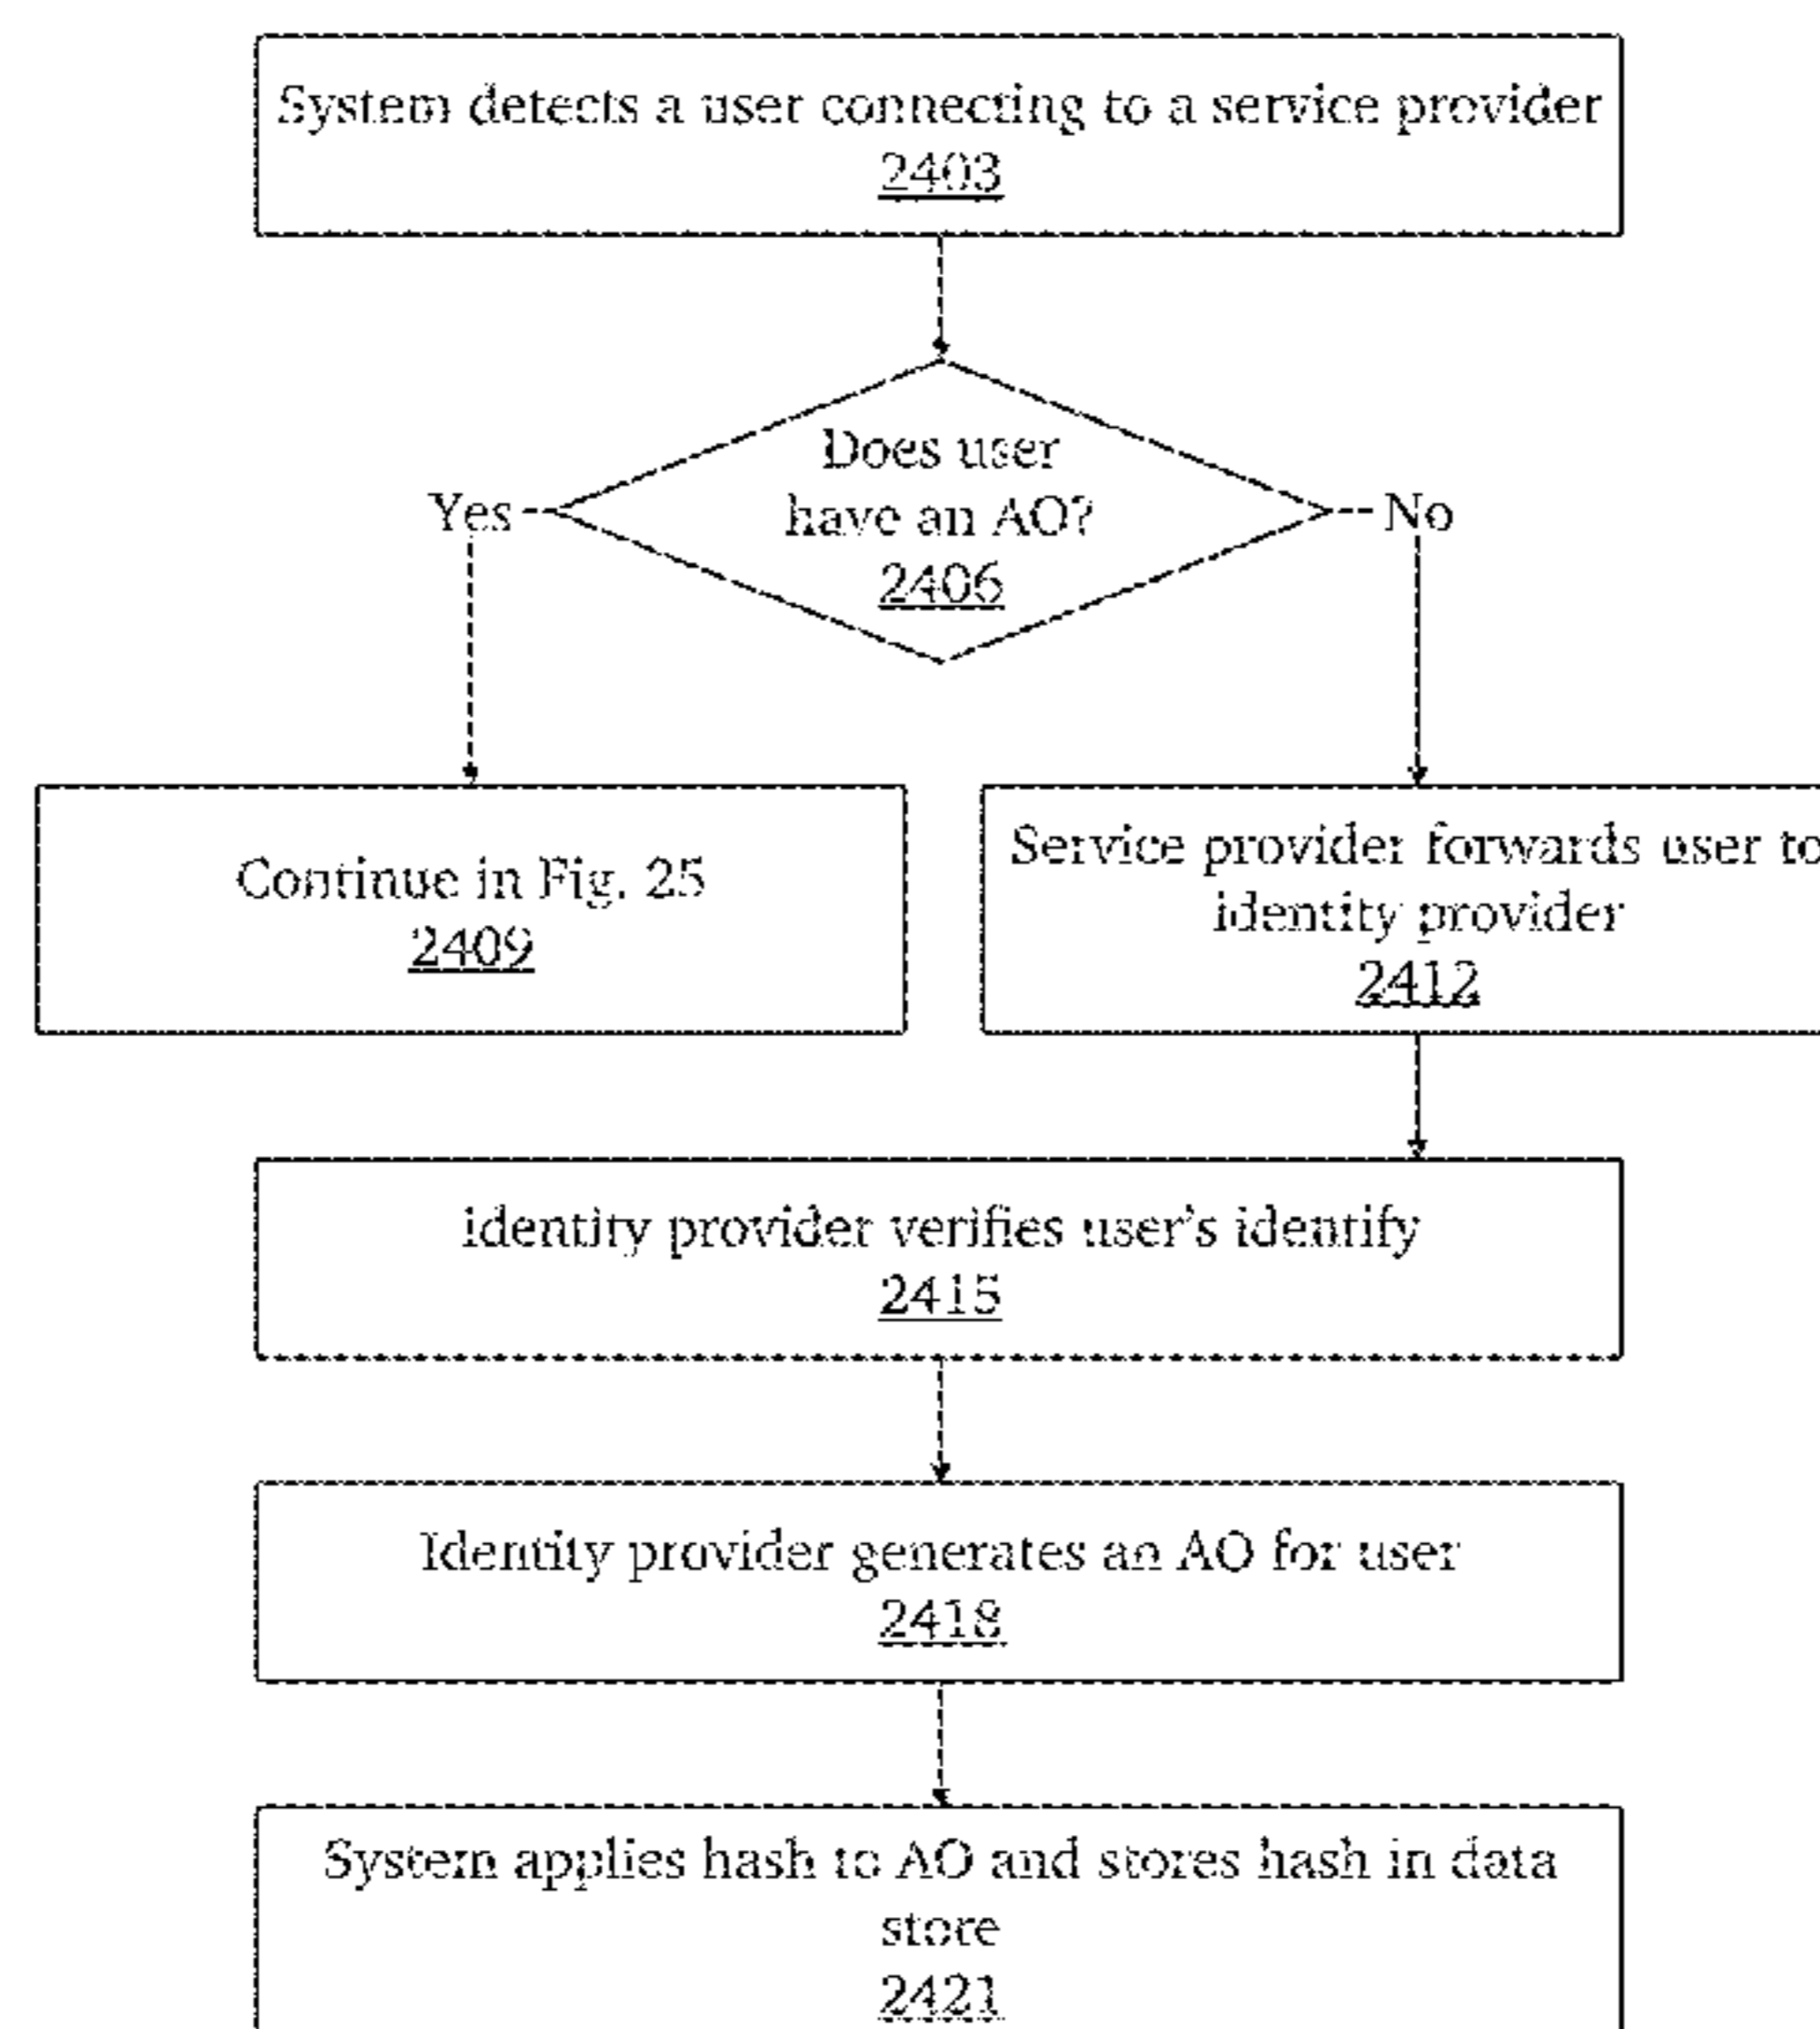 System detects a user connecting to a service provider
2403
Does user
have an AO?
2406
Yes
No
Continue in Fig. 25
2409
Service provider forwards user to
identity provider
2412
identity provider verifies user's identify
2415
Identity provider generates an AO for user
2418
System applies hash to AO and stores hash in data
store
2421